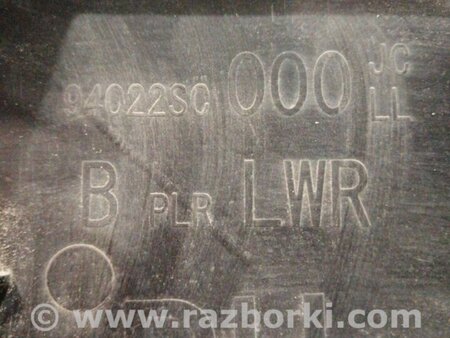 94022SC 000 JC
LL
B PLR LWR
© www.razborki.com